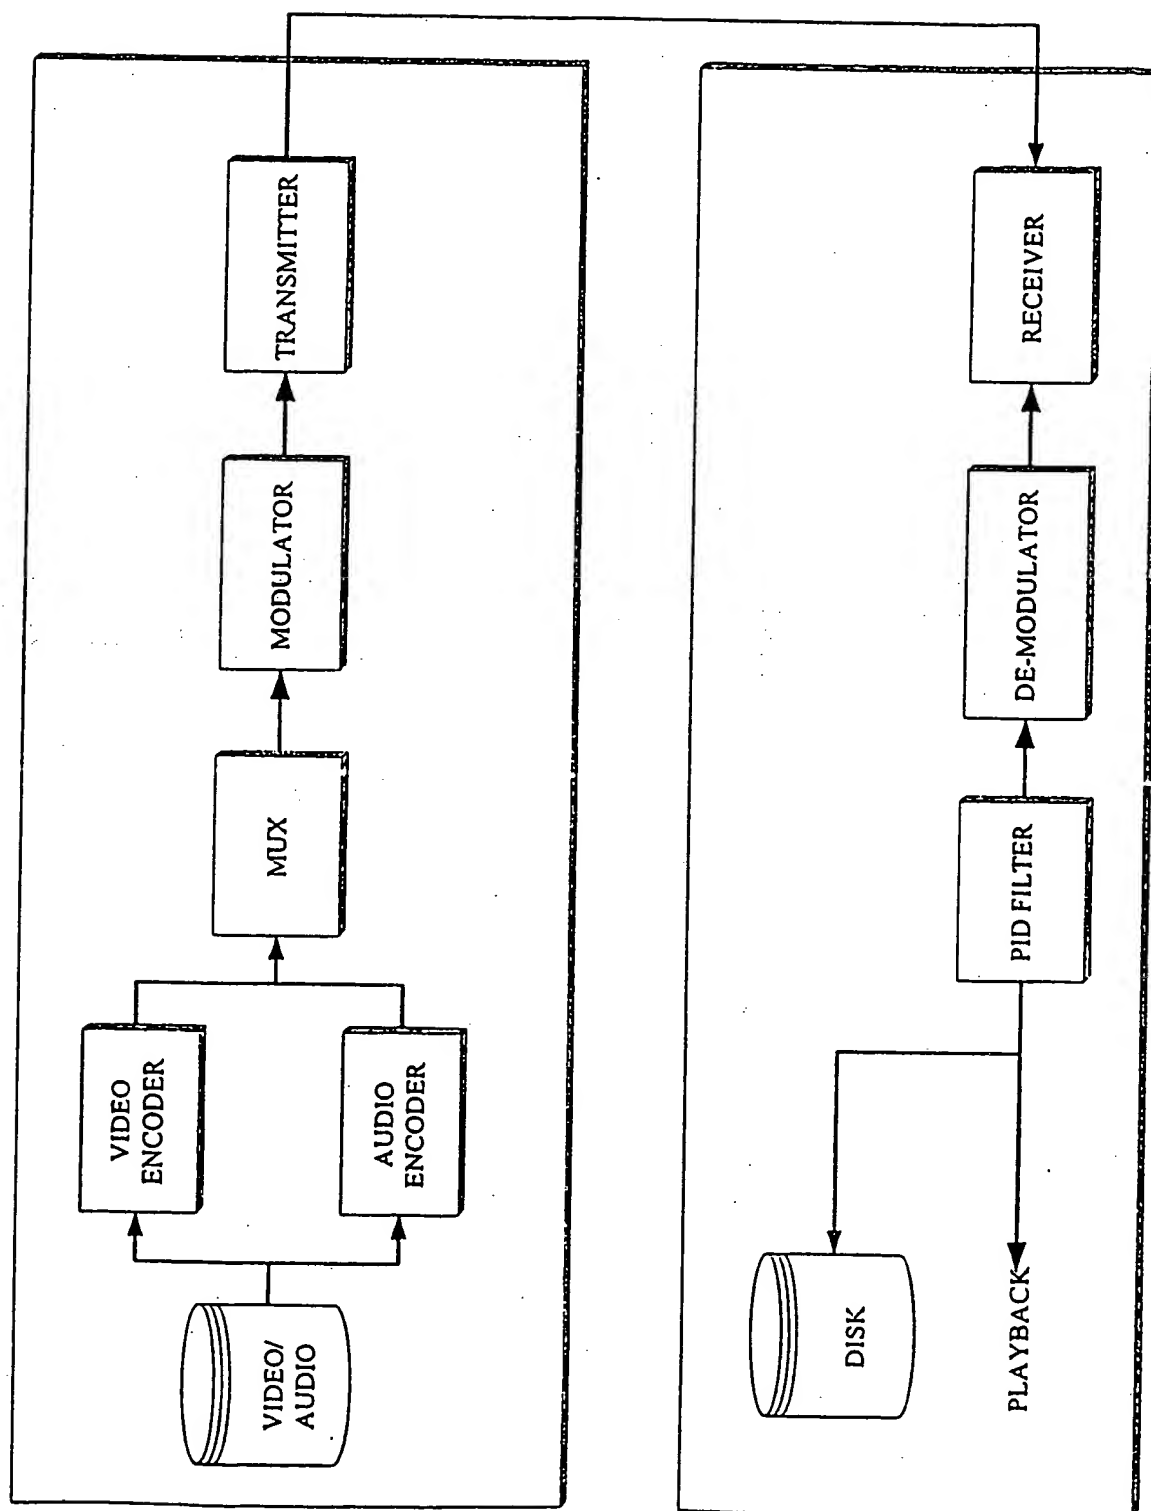 VIDEO/
AUDIO
VIDEO
ENCODER
AUDIO
ENCODER
MUX
MODULATOR
TRANSMITTER
DISK
PLAYBACK
PID FILTER
DE-MODULATOR
RECEIVER